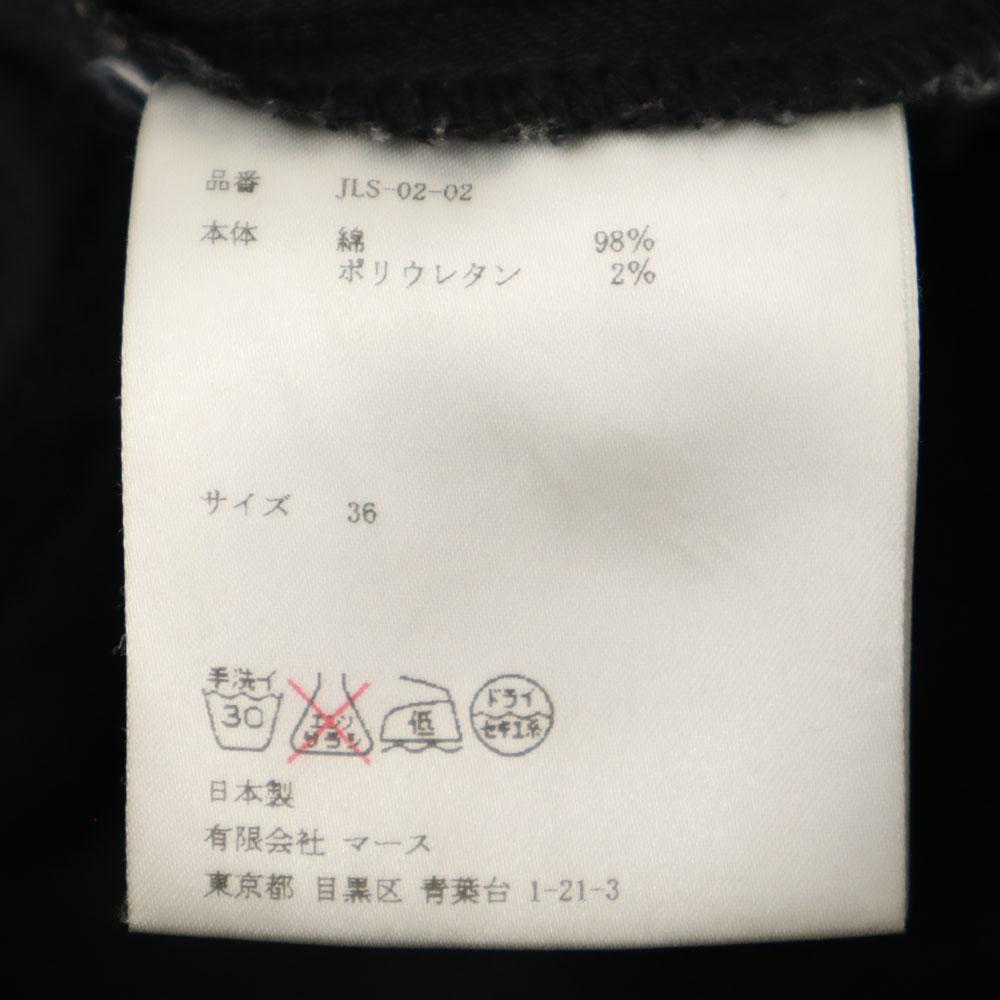 品番 JLS-02-02
本体 綿 98%
ポリウレタン 2%
サイズ 36
手洗イ
30
エンソ
サラシ
低
ドライ
セキユ系
日本製
有限会社 マース
東京都 目黒区 青葉台 1-21-3